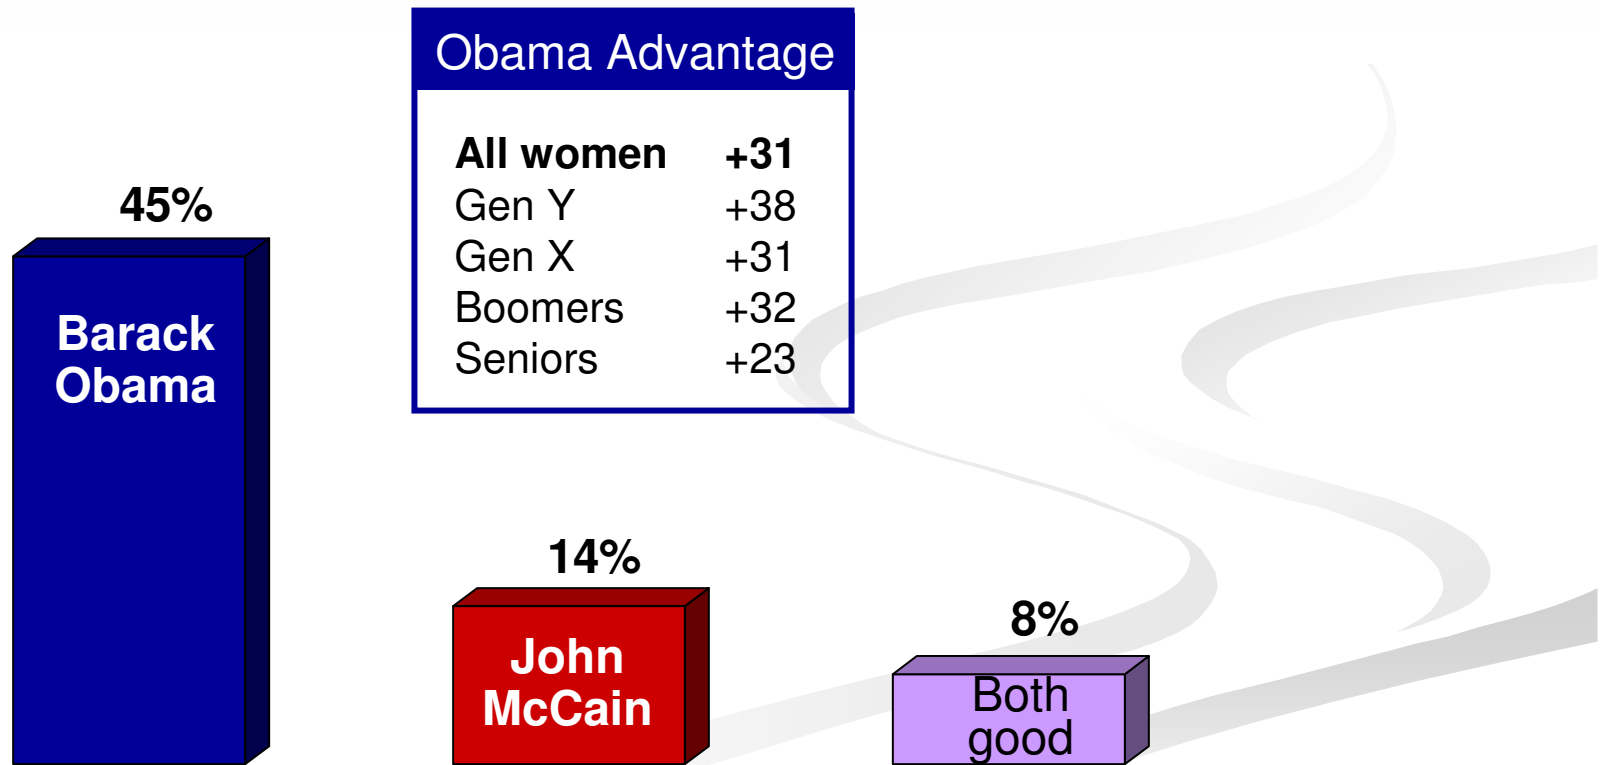 Obama Advantage
All women +31
Gen Y +38
Gen X +31
Boomers +32
Seniors +23
45%
Barack
Obama
14%
John
McCain
8%
Both
good